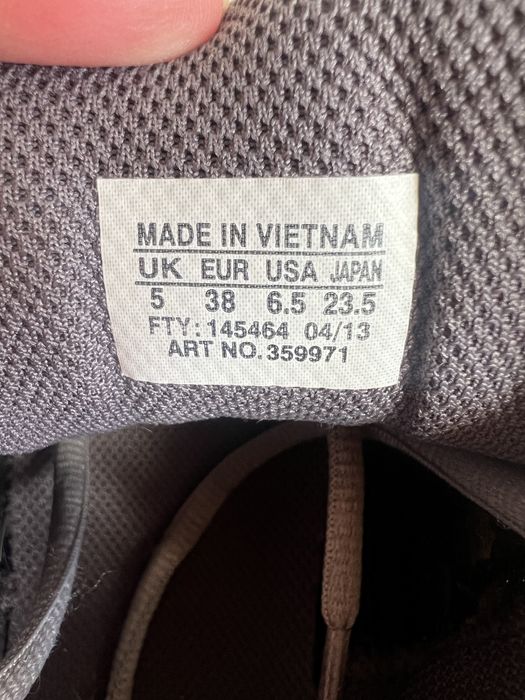 MADE IN VIETNAM
UK EUR USA JAPAN
5 38 6.5 23.5
FTY: 145464 04/13
ART NO. 359971